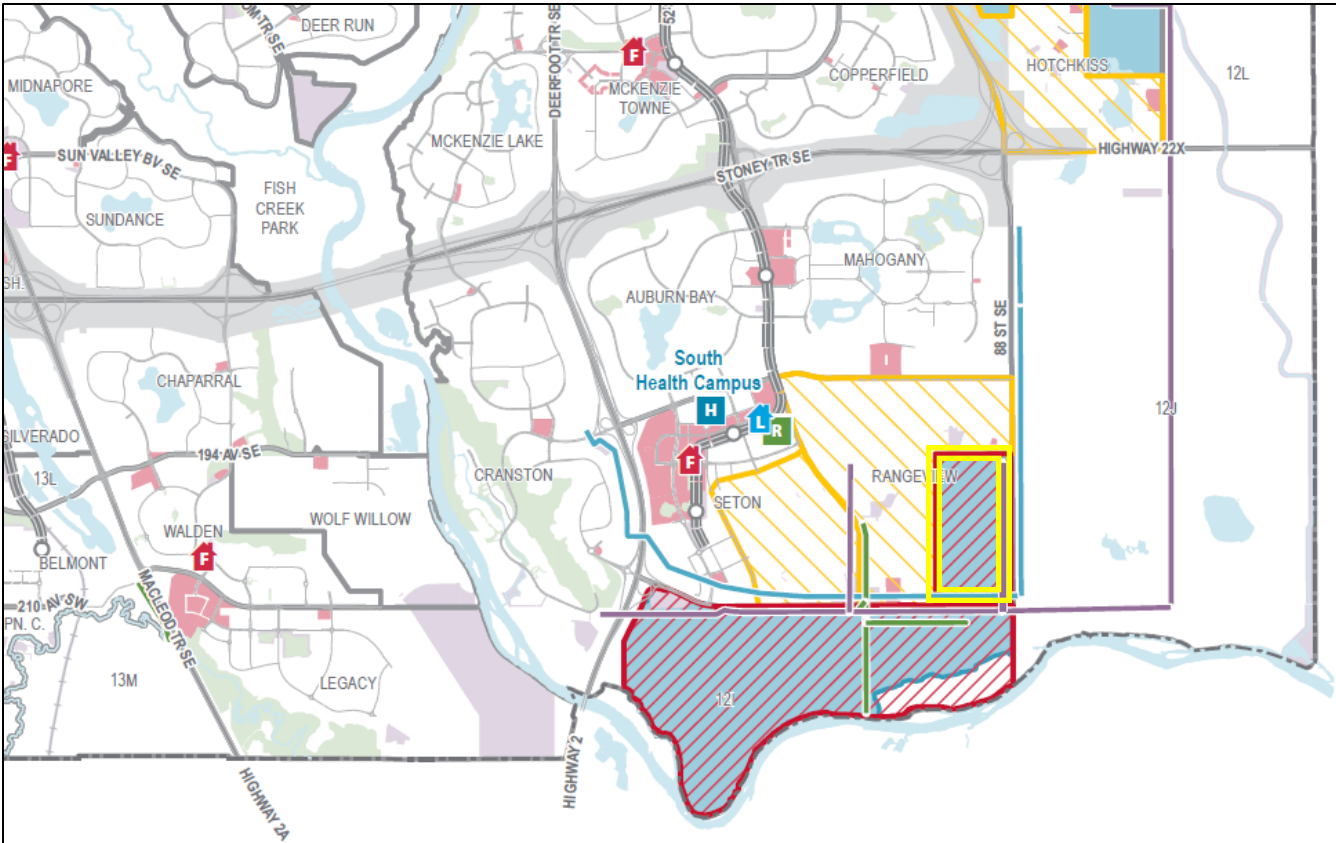 DEER RUN
DEERFOOT TR SE
52
F
HOTCHKISS
12L
MIDNAPORE
MCKENZIE
TOWNE
COPPERFIELD
MCKENZIE LAKE
HIGHWAY 22X
F
SUN VALLEY BV SE
STONEY TR SE
FISH
CREEK
PARK
SUNDANCE
MAHOGANY
SH.
AUBURN BAY
88 ST SE
South
Health Campus
I
CHAPARRAL
H
L
R
12J
SILVERADO
194 AV SE
13L
CRANSTON
F
RANGEVIEW
SETON
WOLF WILLOW
WALDEN
F
BELMONT
MACLEOD TR SE
210 AV SW
PN. C.
13M
LEGACY
12I
HIGHWAY 2
HIGHWAY 2A